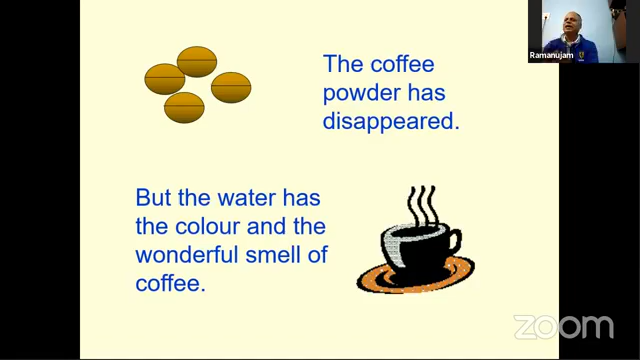 Ramanujam
The coffee
powder has
disappeared.
But the water has
the colour and the
wonderful smell of
coffee.
zoom